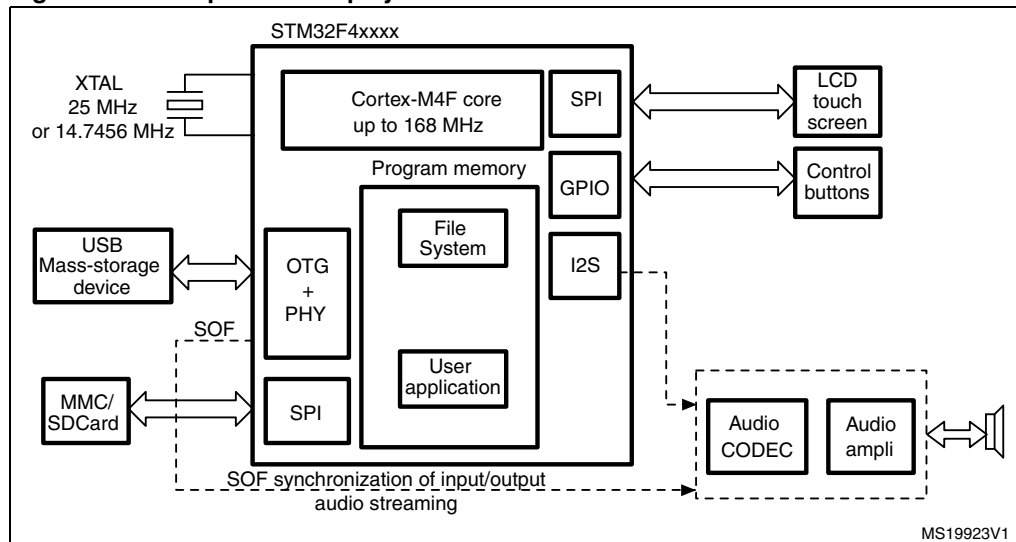 STM32F4xxxx
XTAL
25 MHz
or 14.7456 MHz
Cortex-M4F core
up to 168 MHz
SPI
LCD
touch
screen
Program memory
GPIO
Control
buttons
File
System
USB
Mass-storage
device
OTG
+
PHY
I2S
SOF
User
application
MMC/
SDCard
SPI
Audio
CODEC
Audio
ampli
SOF synchronization of input/output
audio streaming
MS19923V1